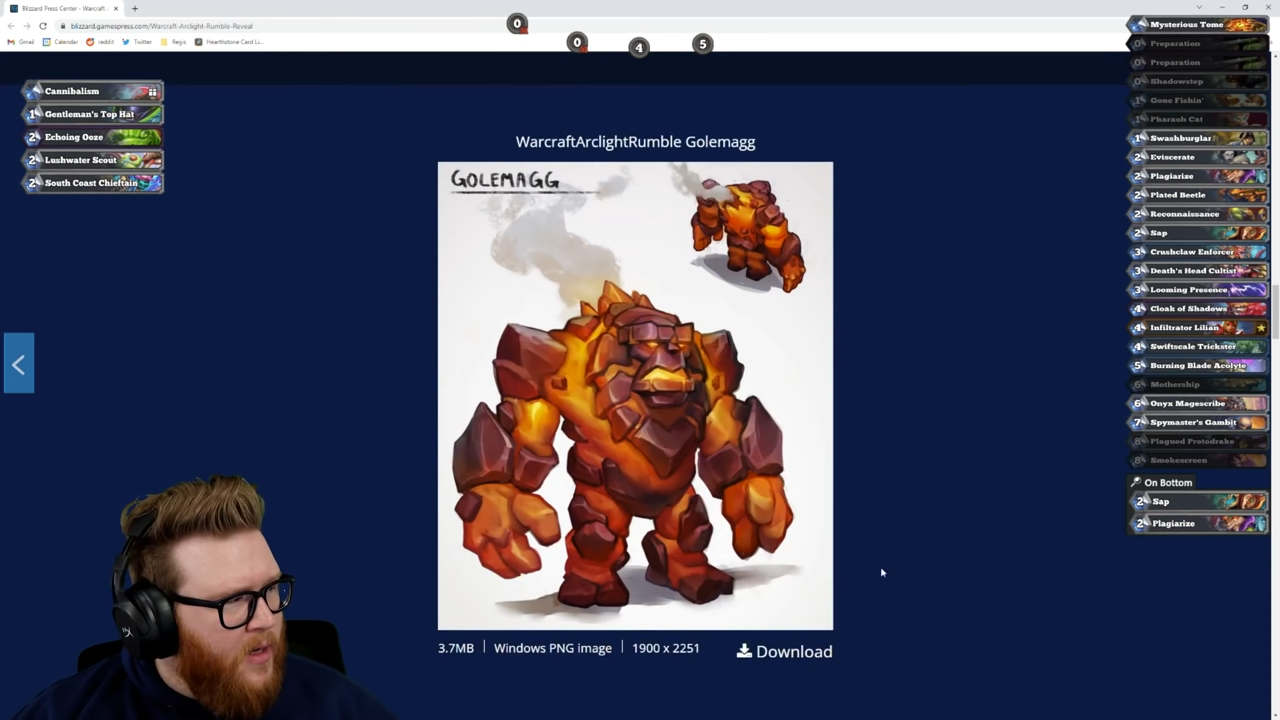 Blizzard Press Center - Warcraft
blizzard.gamespress.com/Warcraft-Arclight-Rumble-Reveal
Gmail Calendar reddit Twitter Regis Hearthstone Card Li...
0
0
4
5
Cannibalism
1 Gentleman's Top Hat
2 Echoing Ooze
2 Lushwater Scout
2 South Coast Chieftain
WarcraftArclightRumble Golemagg
GOLEMAGG
3.7MB Windows PNG image 1900 x 2251 Download
Mysterious Tome
0 Preparation
0 Preparation
0 Shadowstep
1 Gone Fishin'
1 Pharaoh Cat
1 Swashburglar
2 Eviscerate
2 Plagiarize
2 Plated Beetle
2 Reconnaissance
2 Sap
3 Crushclaw Enforcer
3 Death's Head Cultist
3 Looming Presence
4 Cloak of Shadows
4 Infiltrator Lilian
4 Swiftscale Trickster
5 Burning Blade Acolyte
Mothership
6 Onyx Magescribe
7 Spymaster's Gambit
8 Plagued Protodrake
8 Smokescreen
On Bottom
2 Sap
2 Plagiarize